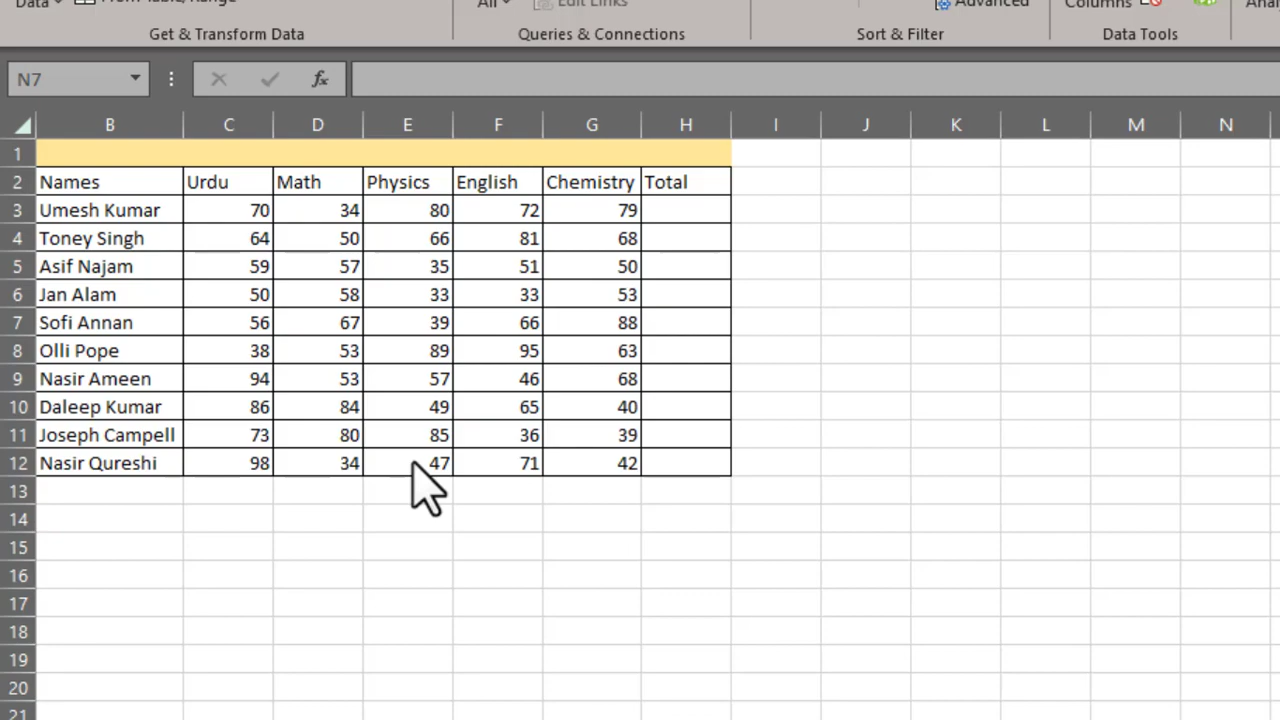 Data
All Edit Links Advanced Columns
Get & Transform Data Queries & Connections Sort & Filter Data Tools
N7 fx
B C D E F G H I J K L M N
1
2 Names Urdu Math Physics English Chemistry Total
3 Umesh Kumar 70 34 80 72 79
4 Toney Singh 64 50 66 81 68
5 Asif Najam 59 57 35 51 50
6 Jan Alam 50 58 33 33 53
7 Sofi Annan 56 67 39 66 88
8 Olli Pope 38 53 89 95 63
9 Nasir Ameen 94 53 57 46 68
10 Daleep Kumar 86 84 49 65 40
11 Joseph Campell 73 80 85 36 39
12 Nasir Qureshi 98 34 47 71 42
13
14
15
16
17
18
19
20
21